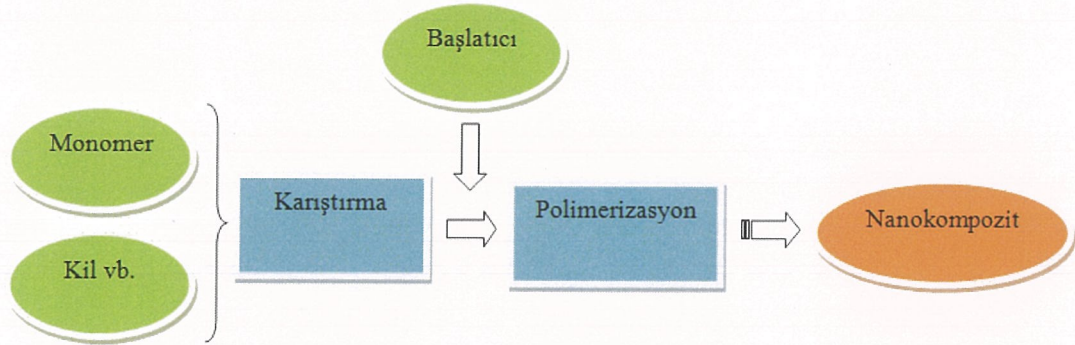 Başlatıcı
Monomer
Kil vb.
Karıştırma
Polimerizasyon
Nanokompozit